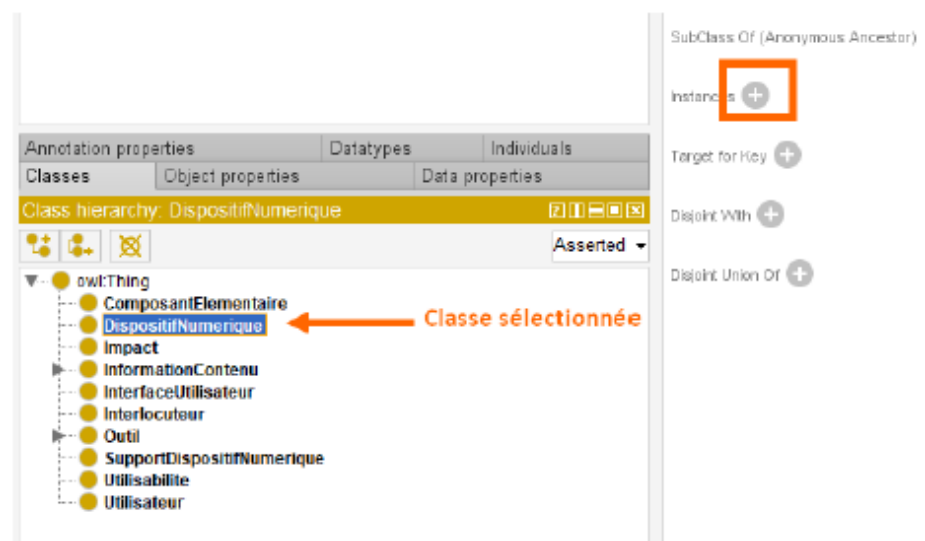 SubClass Of (Anonymous Ancestor)
Instances
Target for Key
Disjoint With
Disjoint Union Of
Annotation properties Datatypes Individuals
Classes Object properties Data properties
Class hierarchy: DispositifNumerique
Asserted
owl:Thing
ComposantElementaire
DispositifNumerique
Classe sélectionnée
Impact
InformationContenu
InterfaceUtilisateur
Interlocuteur
Outil
SupportDispositifNumerique
Utilisabilite
Utilisateur